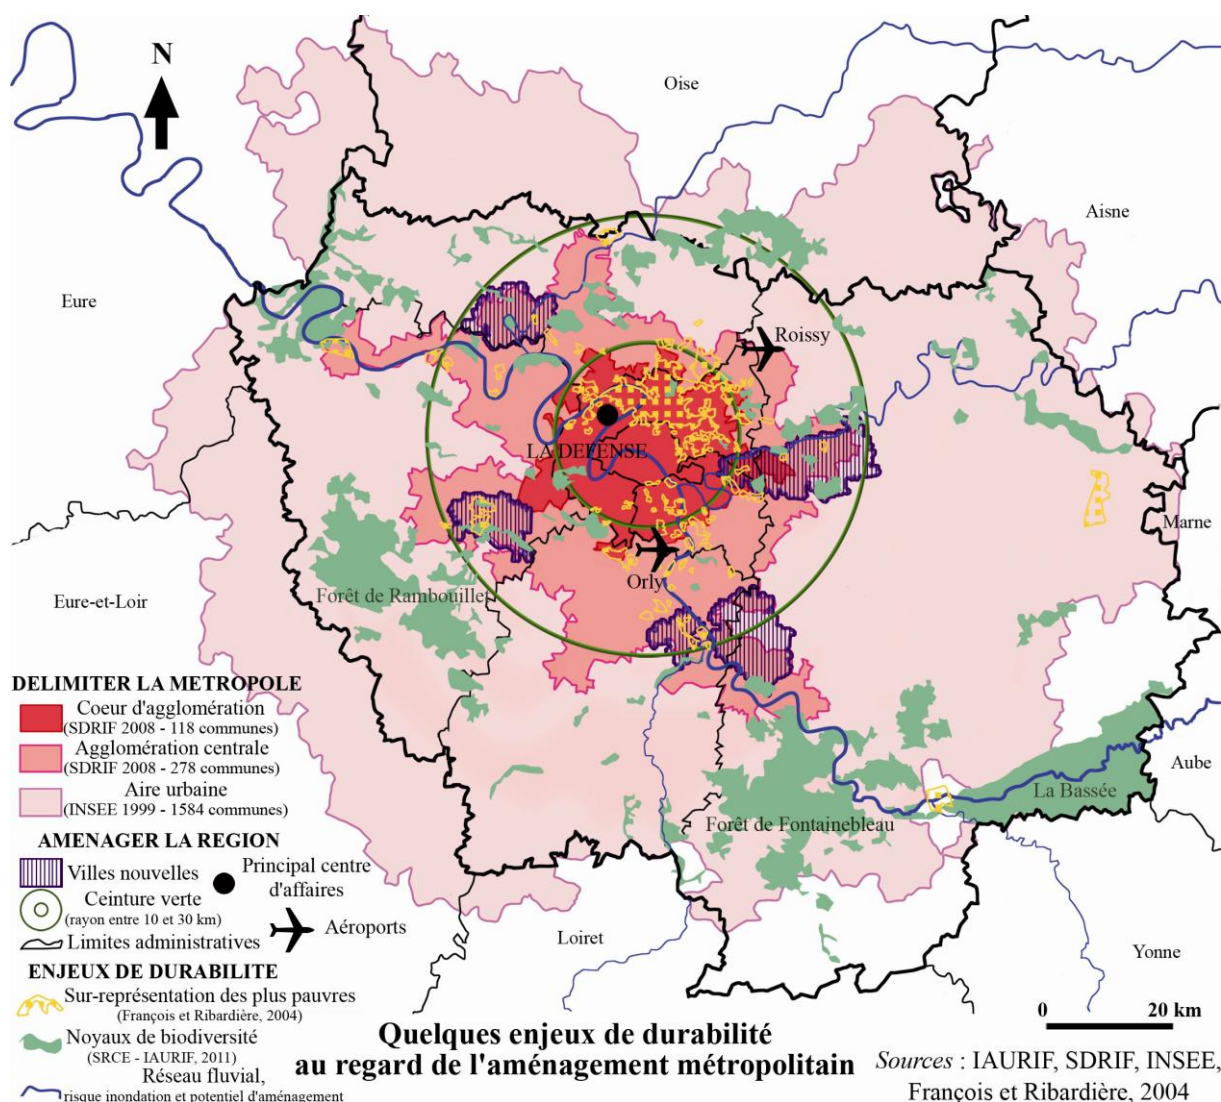 N
Oise
Aisne
Eure
Roissy
LA DEFENSE
Marne
Orly
Eure-et-Loir
Forêt de Rambouillet
DELIMITER LA METROPOLE
Coeur d'agglomération
(SDRIF 2008 - 118 communes)
Agglomération centrale
(SDRIF 2008 - 278 communes)
Aire urbaine
(INSEE 1999 - 1584 communes)
Aube
La Bassée
Forêt de Fontainebleau
AMENAGER LA REGION
Villes nouvelles
Principal centre
d'affaires
Ceinture verte
(rayon entre 10 et 30 km)
Aéroports
Limites administratives
Loiret
Yonne
ENJEUX DE DURABILITE
Sur-représentation des plus pauvres
(François et Ribardière, 2004)
Noyaux de biodiversité
(SRCE - IAURIF, 2011)
Réseau fluvial,
risque inondation et potentiel d'aménagement
0 20 km
Quelques enjeux de durabilité
au regard de l'aménagement métropolitain
Sources : IAURIF, SDRIF, INSEE,
François et Ribardière, 2004